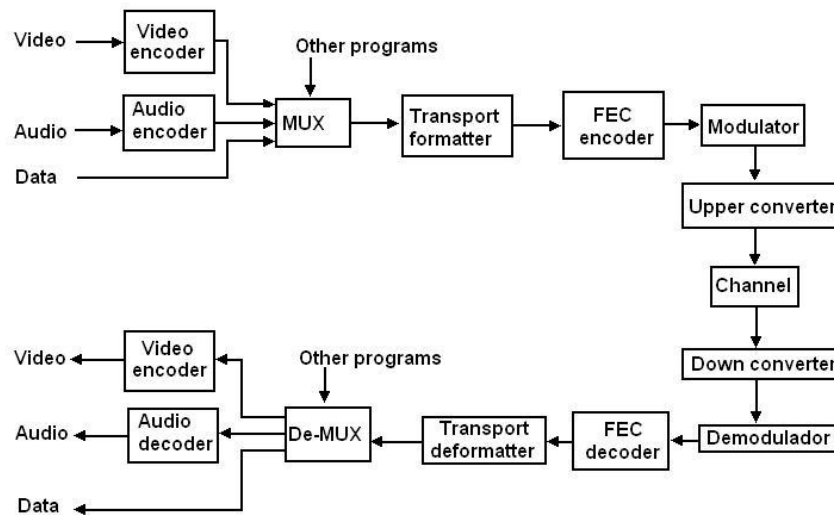 Video
Video
encoder
Other programs
Audio
Audio
encoder
MUX
Transport
formatter
FEC
encoder
Modulator
Data
Upper converter
Channel
Down converter
Demodulador
FEC
decoder
Transport
deformatter
Other programs
De-MUX
Video
encoder
Video
Audio
decoder
Audio
Data